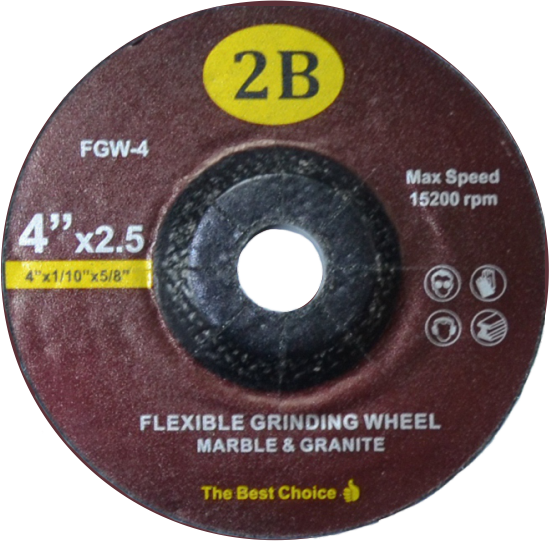 2B
FGW-4
Max Speed
15200 rpm
4”x2.5
4"x1/10"x5/8"
FLEXIBLE GRINDING WHEEL
MARBLE & GRANITE
The Best Choice